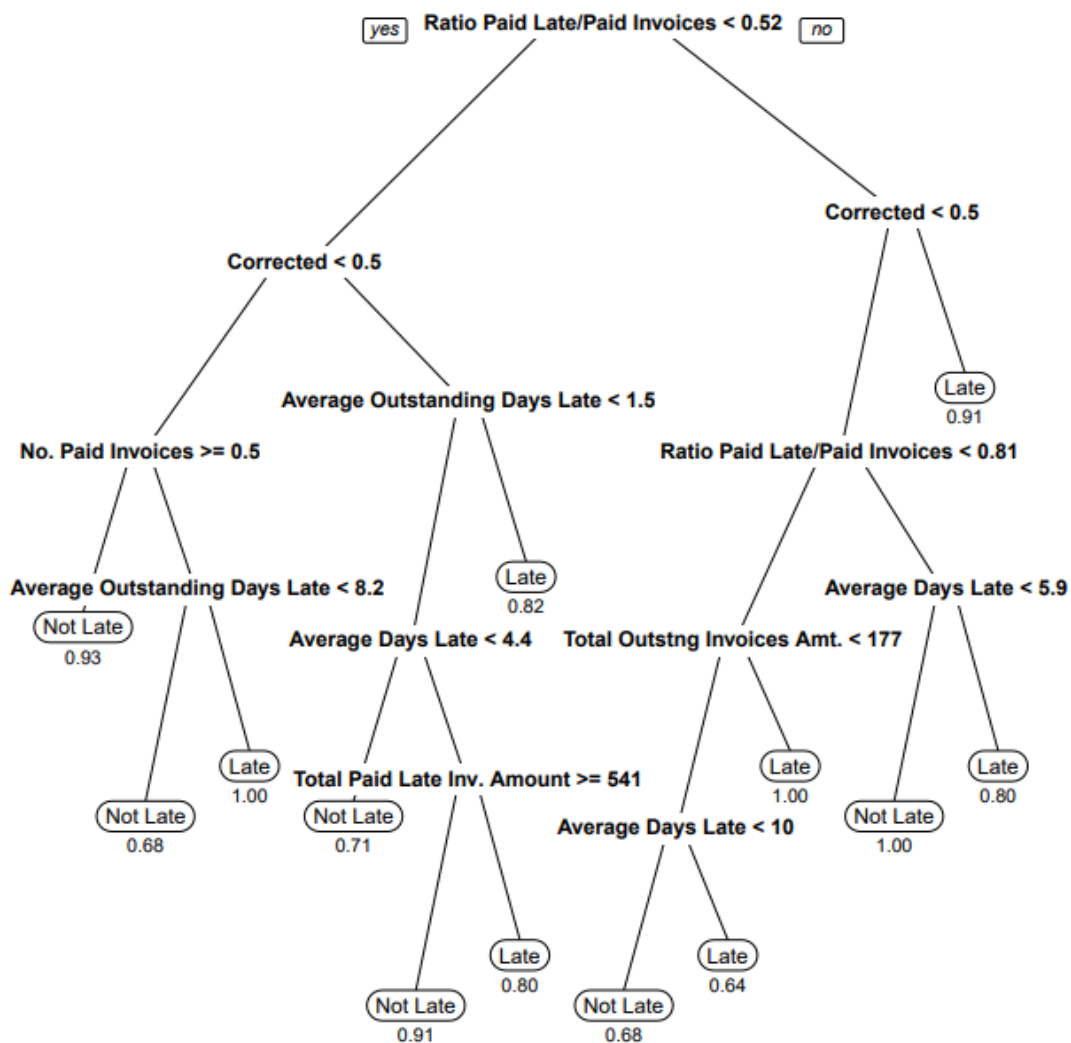 yes Ratio Paid Late/Paid Invoices < 0.52 no
Corrected < 0.5
Corrected < 0.5
Late
0.91
Average Outstanding Days Late < 1.5
No. Paid Invoices >= 0.5
Ratio Paid Late/Paid Invoices < 0.81
Late
0.82
Average Outstanding Days Late < 8.2
Average Days Late < 5.9
Not Late
0.93
Average Days Late < 4.4
Total Outstng Invoices Amt. < 177
Late
1.00
Total Paid Late Inv. Amount >= 541
Late
1.00
Late
0.80
Not Late
0.68
Not Late
0.71
Average Days Late < 10
Not Late
1.00
Late
0.80
Late
0.64
Not Late
0.91
Not Late
0.68